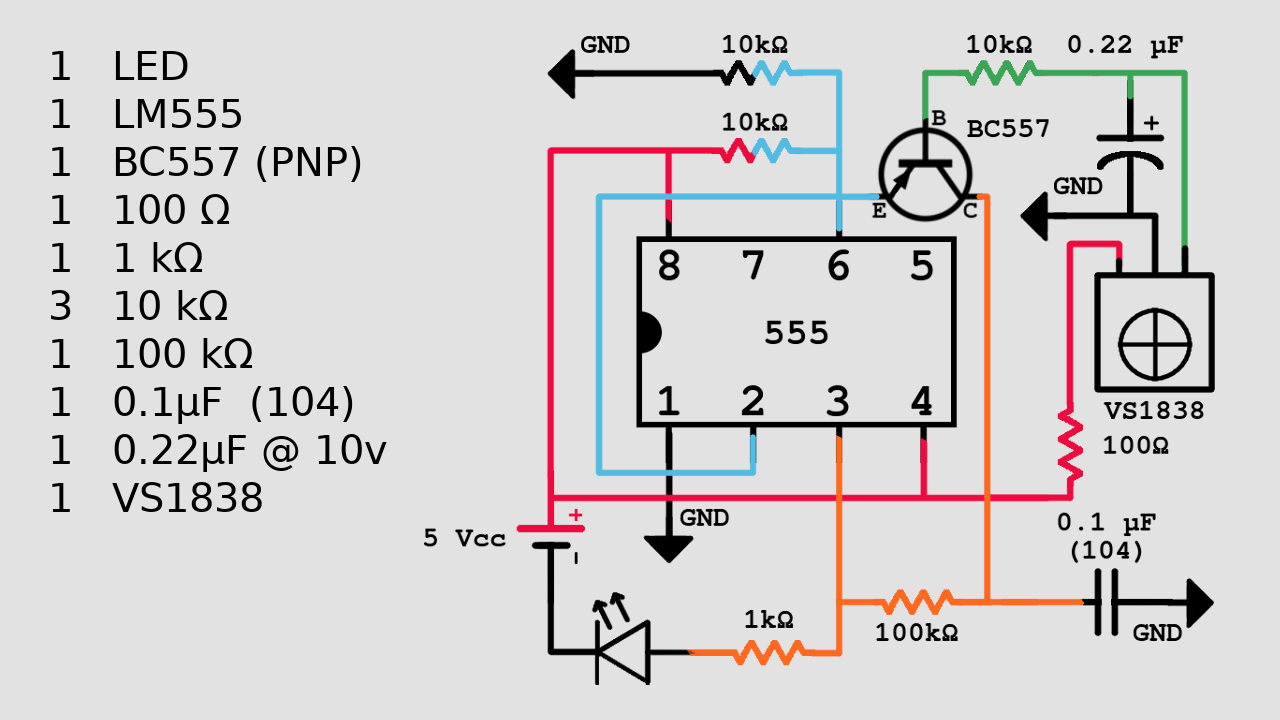 1 LED
1 LM555
1 BC557 (PNP)
1 100 Ω
1 1 kΩ
3 10 kΩ
1 100 kΩ
1 0.1µF (104)
1 0.22µF @ 10v
1 VS1838
GND
10kΩ
10kΩ
0.22 µF
10kΩ
B
BC557
+
GND
E
C
8 7 6 5
555
1 2 3 4
VS1838
100Ω
GND
+
5 Vcc
-
0.1 µF
(104)
1kΩ
100kΩ
GND